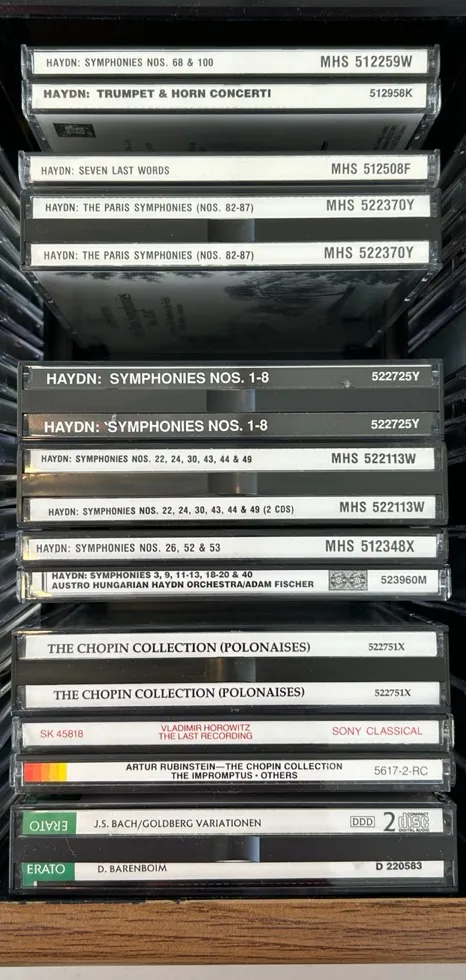 HAYDN: SYMPHONIES NOS. 68 & 100 MHS 512259W
HAYDN: TRUMPET & HORN CONCERTI 512958K
HAYDN: SEVEN LAST WORDS MHS 512508F
HAYDN: THE PARIS SYMPHONIES (NOS. 82-87) MHS 522370Y
HAYDN: THE PARIS SYMPHONIES (NOS. 82-87) MHS 522370Y
HAYDN: SYMPHONIES NOS. 1-8 522725Y
HAYDN: SYMPHONIES NOS. 1-8 522725Y
HAYDN: SYMPHONIES NOS. 22, 24, 30, 43, 44 & 49 MHS 522113W
HAYDN: SYMPHONIES NOS. 22, 24, 30, 43, 44 & 49 (2 CDS) MHS 522113W
HAYDN: SYMPHONIES NOS. 26, 52 & 53 MHS 512348X
HAYDN: SYMPHONIES 3, 9, 11-13, 18-20 & 40
AUSTRO HUNGARIAN HAYDN ORCHESTRA/ADAM FISCHER 523960M
THE CHOPIN COLLECTION (POLONAISES) 522751X
THE CHOPIN COLLECTION (POLONAISES) 522751X
SK 45818 VLADIMIR HOROWITZ SONY CLASSICAL
THE LAST RECORDING
ARTUR RUBINSTEIN—THE CHOPIN COLLECTION 5617-2-RC
THE IMPROMPTUS • OTHERS
ERATO J.S. BACH/GOLDBERG VARIATIONEN DDD 2 COMPACT disc DIGITAL AUDIO
ERATO D. BARENBOIM D 220583